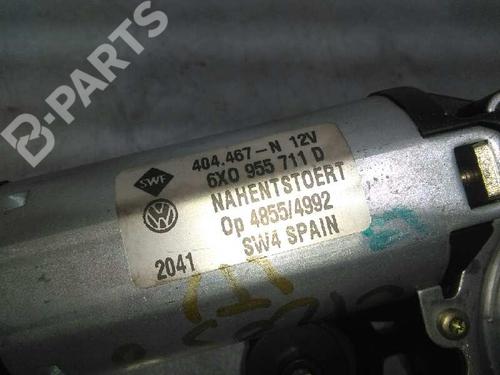 B-PARTS
404.467-N 12V
SWF
6X0 955 711 D
NAHENTSTOERT
Op 4855/4992
2041
SW4 SPAIN